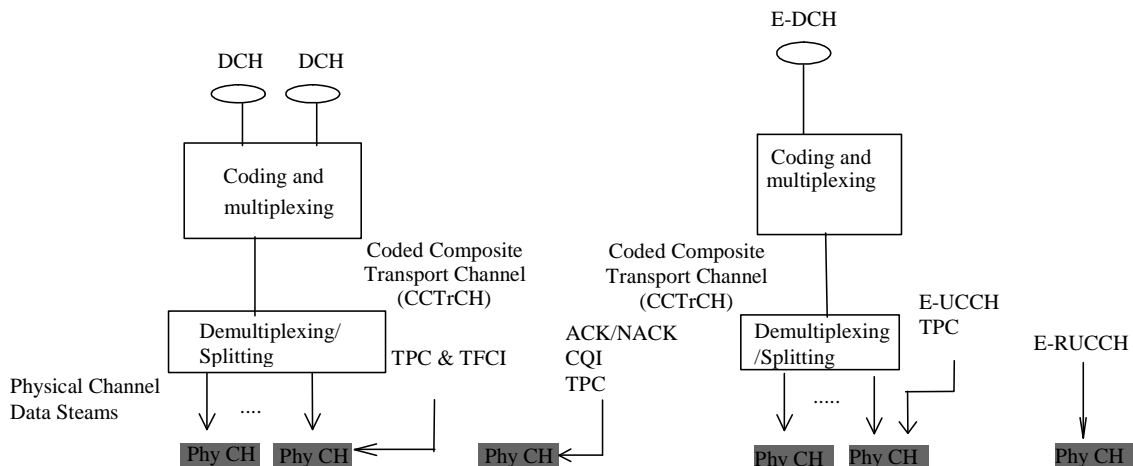 E-DCH
DCH
DCH
Coding and
multiplexing
Coding and
multiplexing
Coded Composite
Transport Channel
(CCTrCH)
Coded Composite
Transport Channel
(CCTrCH)
Demultiplexing/
Splitting
TPC & TFCI
ACK/NACK
CQI
TPC
Demultiplexing
/Splitting
E-UCCH
TPC
E-RUCCH
Physical Channel
Data Steams
....
.....
Phy CH
Phy CH
Phy CH
Phy CH
Phy CH
Phy CH